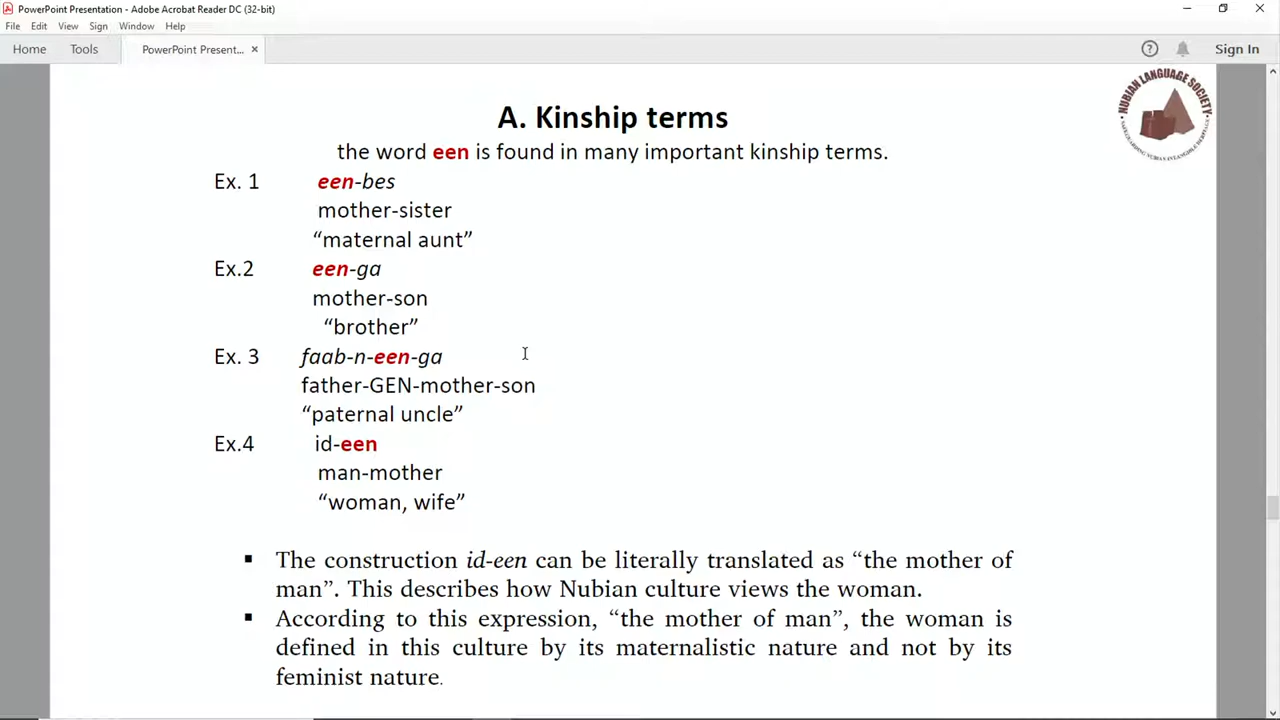 PowerPoint Presentation - Adobe Acrobat Reader DC (32-bit)
File Edit View Sign Window Help
Home Tools PowerPoint Present... × Sign In
NUBIAN LANGUAGE SOCIETY
A. Kinship terms
the word een is found in many important kinship terms.
Ex. 1 een-bes
mother-sister
“maternal aunt”
Ex.2 een-ga
mother-son
“brother”
Ex. 3 faab-n-een-ga
father-GEN-mother-son
“paternal uncle”
Ex.4 id-een
man-mother
“woman, wife”
▪ The construction id-een can be literally translated as “the mother of
man”. This describes how Nubian culture views the woman.
▪ According to this expression, “the mother of man”, the woman is
defined in this culture by its maternalistic nature and not by its
feminist nature.